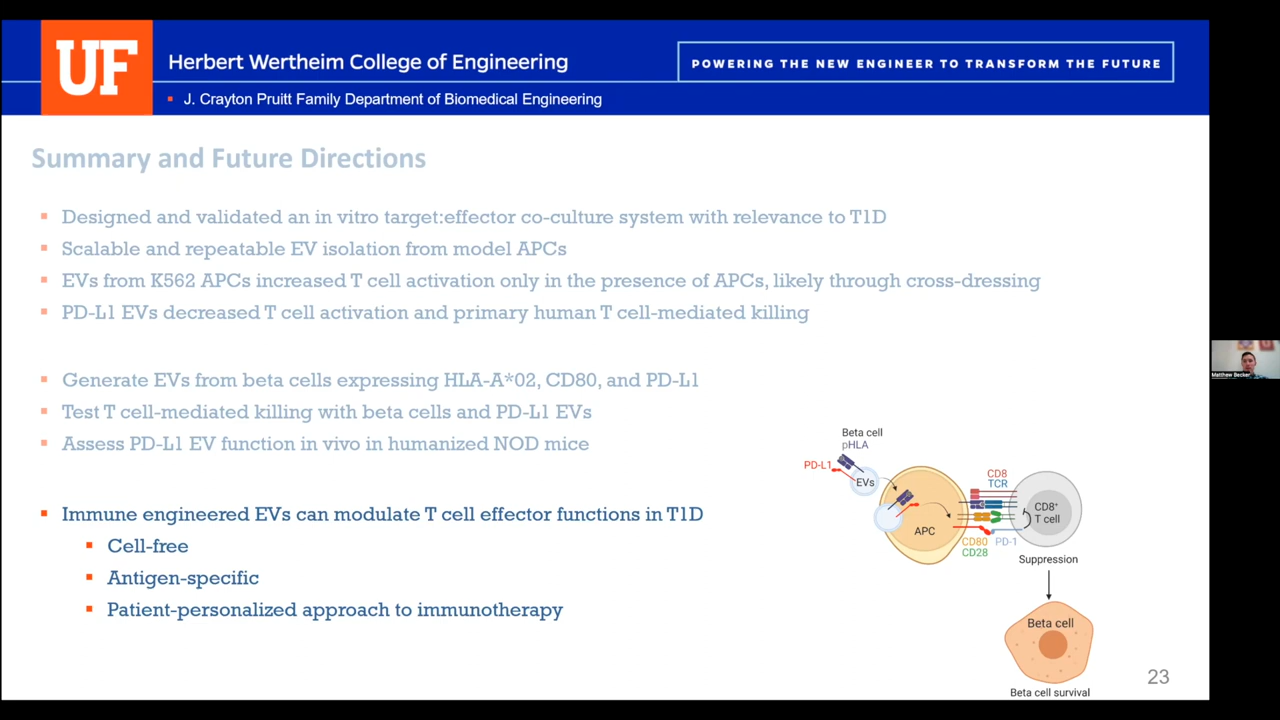 UF
Herbert Wertheim College of Engineering
POWERING THE NEW ENGINEER TO TRANSFORM THE FUTURE
J. Crayton Pruitt Family Department of Biomedical Engineering
Summary and Future Directions
Designed and validated an in vitro target:effector co-culture system with relevance to T1D
Scalable and repeatable EV isolation from model APCs
EVs from K562 APCs increased T cell activation only in the presence of APCs, likely through cross-dressing
PD-L1 EVs decreased T cell activation and primary human T cell-mediated killing
Generate EVs from beta cells expressing HLA-A*02, CD80, and PD-L1
Test T cell-mediated killing with beta cells and PD-L1 EVs
Assess PD-L1 EV function in vivo in humanized NOD mice
Immune engineered EVs can modulate T cell effector functions in T1D
Cell-free
Antigen-specific
Patient-personalized approach to immunotherapy
Beta cell
pHLA
PD-L1
EVs
APC
CD8
TCR
CD8+
T cell
CD80
CD28
PD-1
Suppression
Beta cell
Beta cell survival
23
Matthew Becker